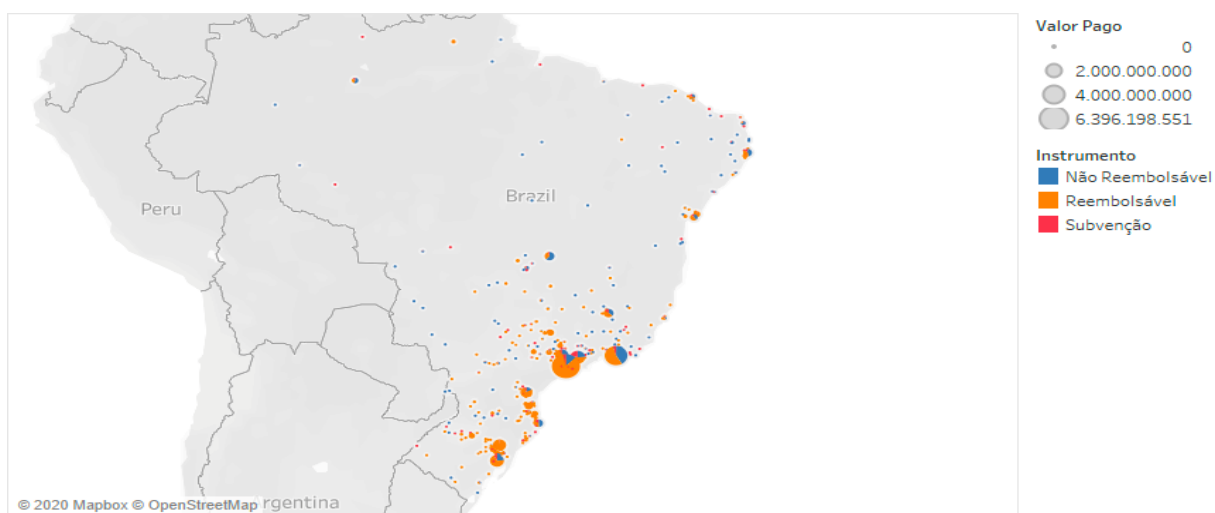 Valor Pago
0
2.000.000.000
4.000.000.000
6.396.198.551
Instrumento
Não Reembolsável
Reembolsável
Subvenção
Brazil
Peru
rgentina
© 2020 Mapbox © OpenStreetMap